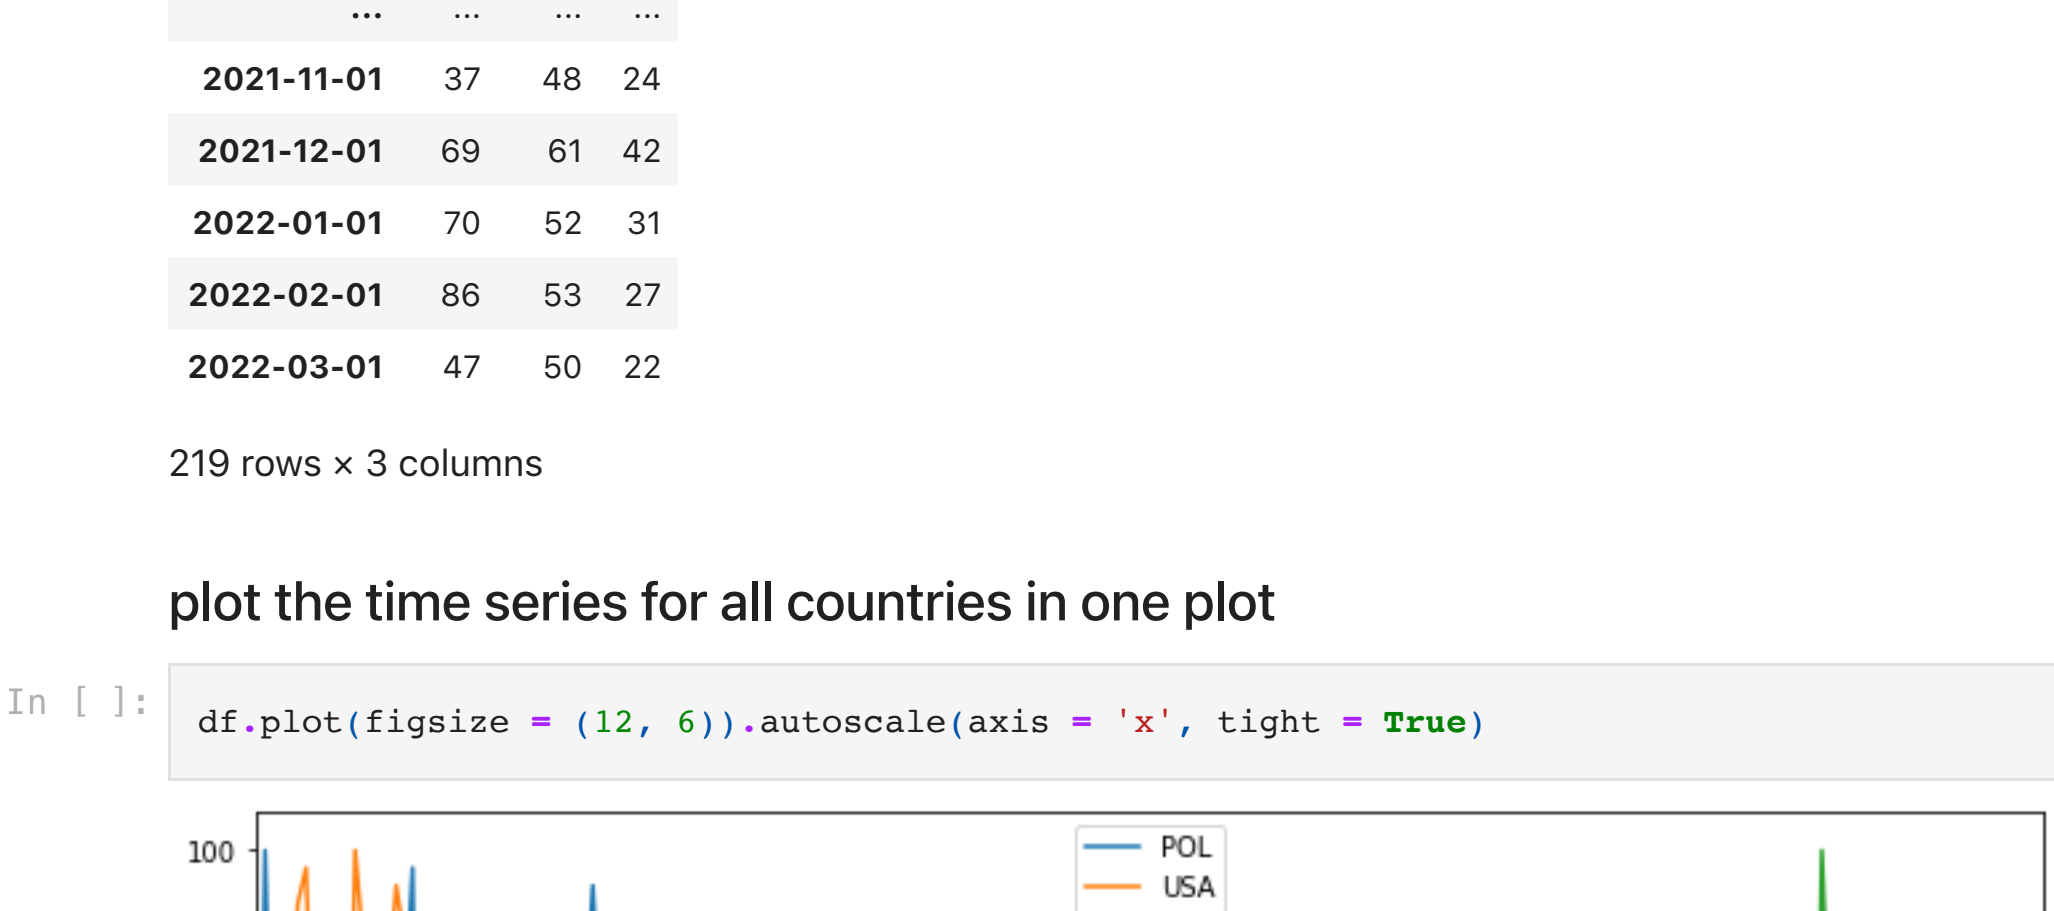 ... ... ... ...
2021-11-01 37 48 24
2021-12-01 69 61 42
2022-01-01 70 52 31
2022-02-01 86 53 27
2022-03-01 47 50 22
219 rows × 3 columns
plot the time series for all countries in one plot
In [ ]: df.plot(figsize = (12, 6)).autoscale(axis = 'x', tight = True)
100
POL
USA